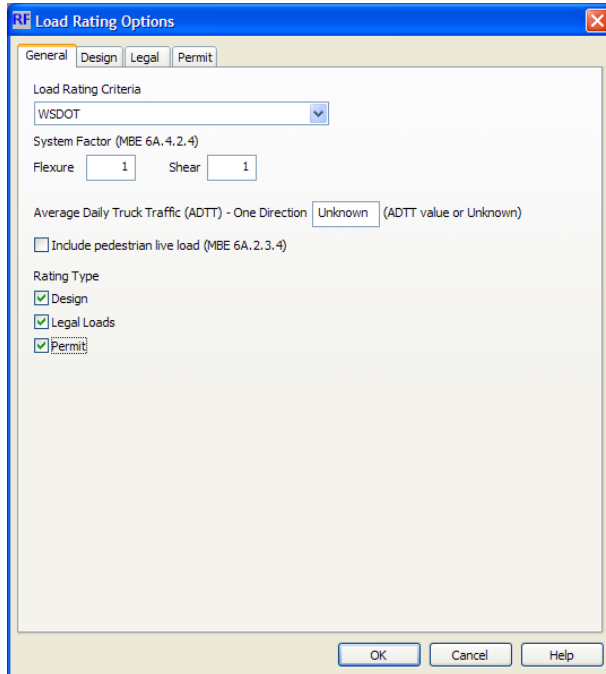 RF Load Rating Options
General Design Legal Permit
Load Rating Criteria
WSDOT
System Factor (MBE 6A.4.2.4)
Flexure 1 Shear 1
Average Daily Truck Traffic (ADTT) - One Direction Unknown (ADTT value or Unknown)
Include pedestrian live load (MBE 6A.2.3.4)
Rating Type
Design
Legal Loads
Permit
OK Cancel Help